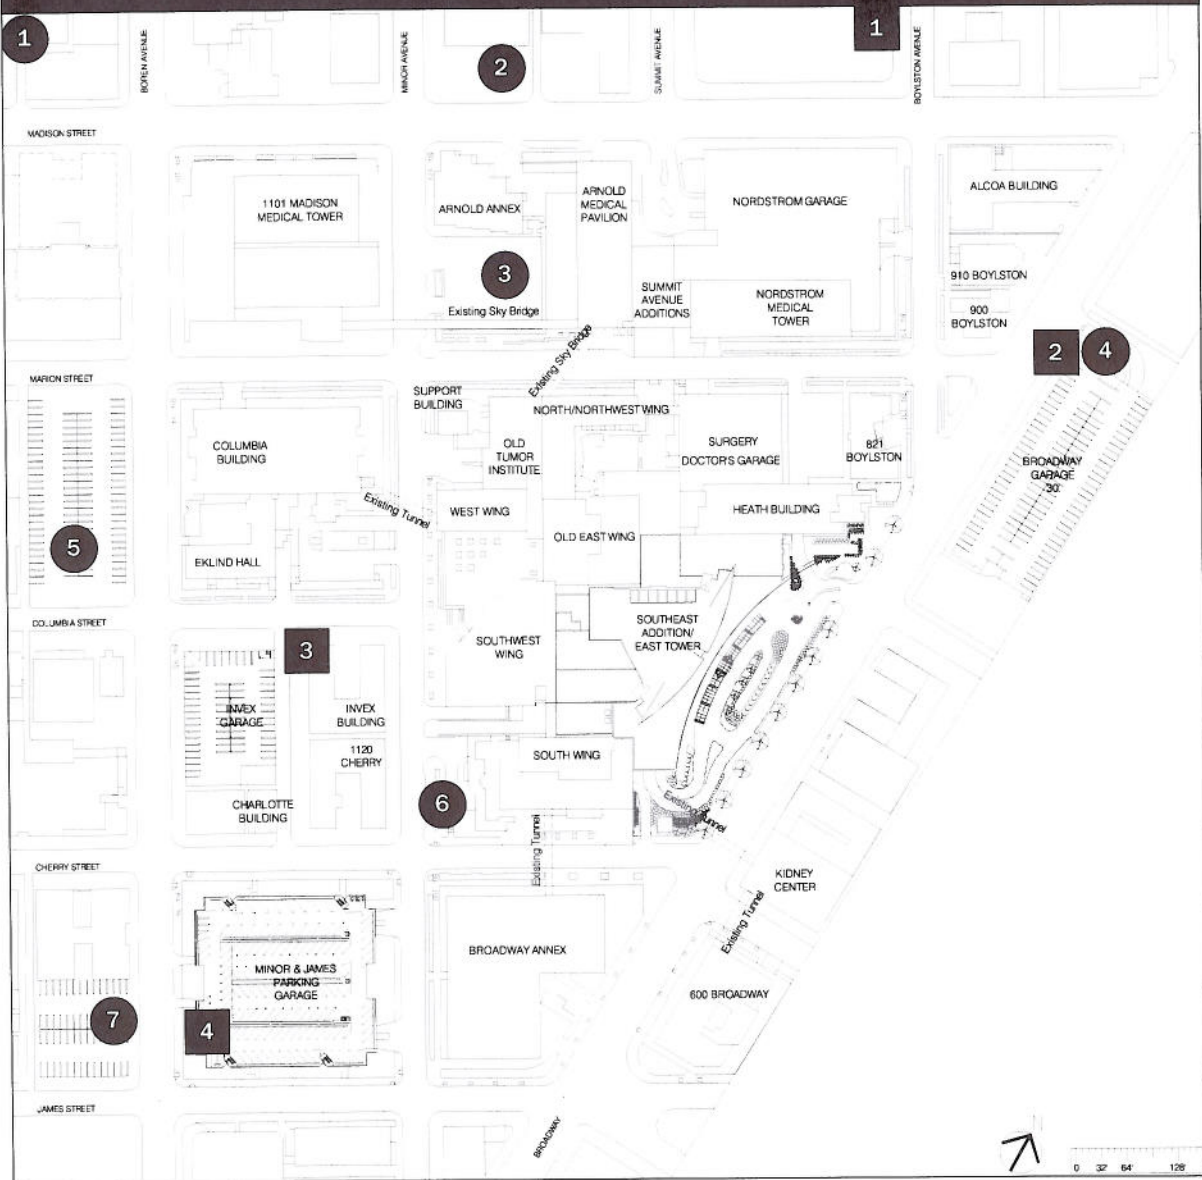 1
1
BOREN AVENUE
MINOR AVENUE
2
SUMMIT AVENUE
BOYLSTON AVENUE
MADISON STREET
1101 MADISON
MEDICAL TOWER
ARNOLD ANNEX
ARNOLD
MEDICAL
PAVILION
NORDSTROM GARAGE
ALCOA BUILDING
3
Existing Sky Bridge
SUMMIT
AVENUE
ADDITIONS
NORDSTROM
MEDICAL
TOWER
910 BOYLSTON
900
BOYLSTON
Existing Sky Bridge
2
4
MARION STREET
SUPPORT
BUILDING
NORTH/NORTHWEST WING
COLUMBIA
BUILDING
OLD
TUMOR
INSTITUTE
SURGERY
DOCTOR'S GARAGE
821
BOYLSTON
BROADWAY
GARAGE
30'
Existing Tunnel
WEST WING
HEATH BUILDING
OLD EAST WING
5
EKLIND HALL
COLUMBIA STREET
3
SOUTHWEST
WING
SOUTHEAST
ADDITION/
EAST TOWER
INVEX
GARAGE
INVEX
BUILDING
1120
CHERRY
SOUTH WING
CHARLOTTE
BUILDING
6
Existing Tunnel
Existing Tunnel
CHERRY STREET
KIDNEY
CENTER
Existing Tunnel
BROADWAY ANNEX
MINOR & JAMES
PARKING
GARAGE
600 BROADWAY
7
4
JAMES STREET
BROADWAY
0 32' 64' 128'